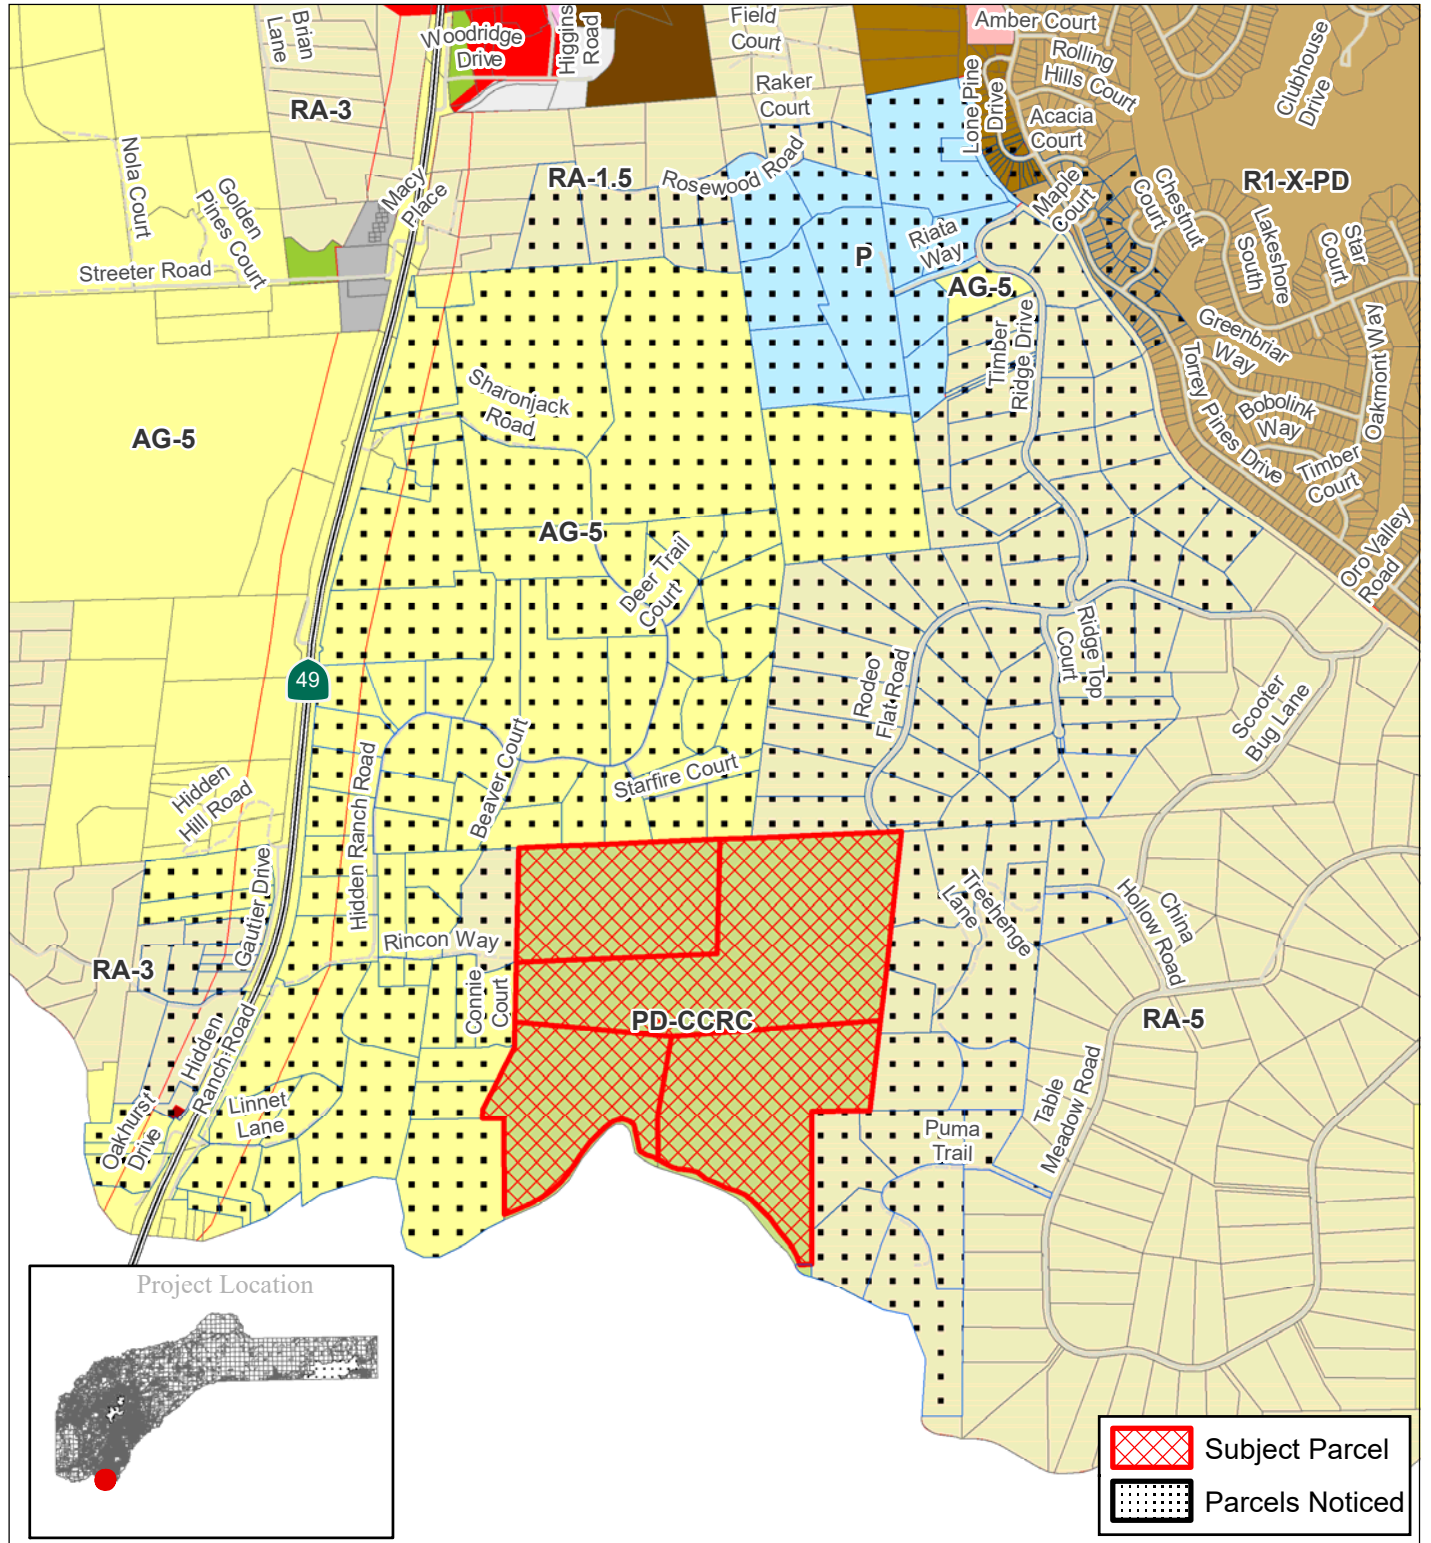 Brian
Lane
Woodridge
Drive
Higgins
Road
Field
Court
Amber Court
Rolling
Hills Court
Clubhouse
Drive
RA-3
Raker
Court
Lone Pine
Drive
Acacia
Court
Nola Court
Golden
Pines Court
Macy
Place
RA-1.5
Rosewood Road
Maple
Court
Chestnut
Court
R1-X-PD
Streeter Road
P
Riata
Way
AG-5
Lakeshore
South
Star
Court
Timber
Ridge Drive
Greenbriar
Way
Oakmont Way
Sharonjack
Road
Torrey Pines Drive
Bobolink
Way
Timber
Court
AG-5
AG-5
Deer Trail
Court
Oro Valley
Road
49
Rodeo
Flat Road
Ridge Top
Court
Scooter
Bug Lane
Hidden
Hill Road
Hidden Ranch Road
Beaver Court
Starfire Court
Gautier Drive
Rincon Way
Treehenge
Lane
China
Hollow Road
RA-3
Connie
Court
PD-CCRC
RA-5
Hidden
Ranch Road
Oakhurst
Drive
Linnet
Lane
Table
Meadow Road
Puma
Trail
Project Location
Subject Parcel
Parcels Noticed